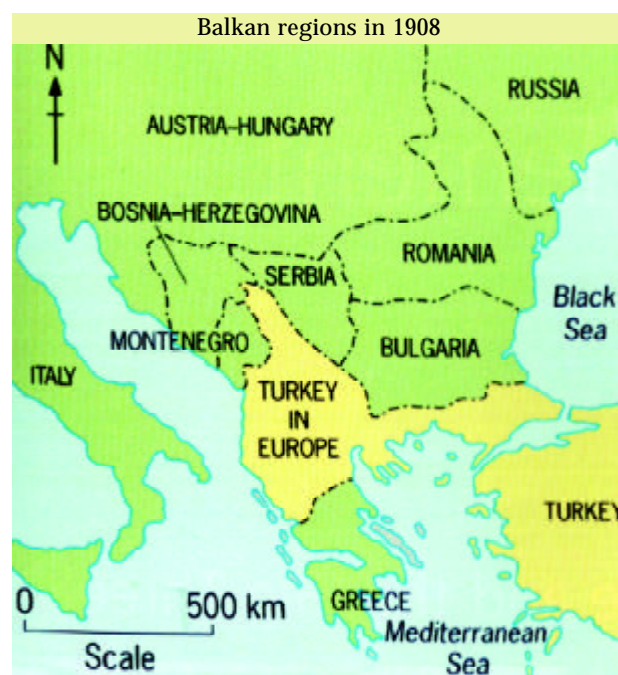 Balkan regions in 1908
N
RUSSIA
AUSTRIA–HUNGARY
BOSNIA–HERZEGOVINA
ROMANIA
SERBIA
Black
Sea
MONTENEGRO
BULGARIA
ITALY
TURKEY
IN
EUROPE
TURKEY
0 500 km
Scale
GREECE
Mediterranean
Sea